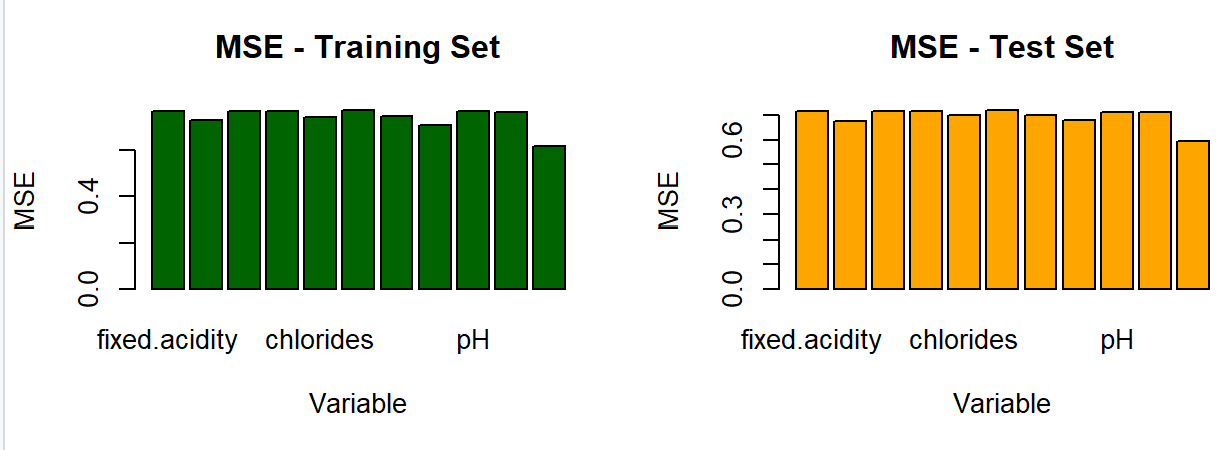 MSE - Training Set
MSE
0.0
0.4
fixed.acidity
chlorides
pH
Variable
MSE - Test Set
MSE
0.0
0.3
0.6
fixed.acidity
chlorides
pH
Variable